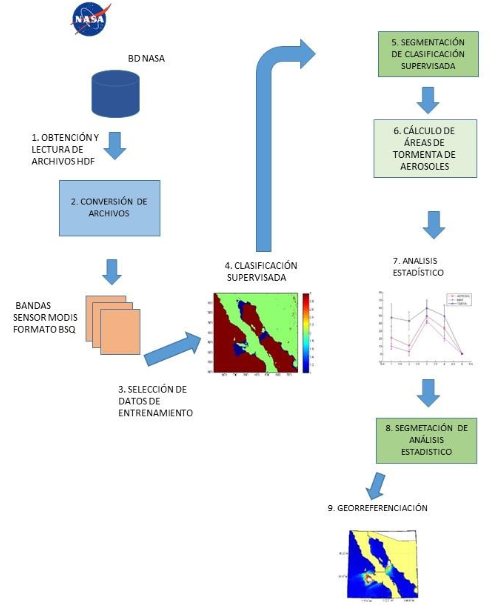 NASA
BD NASA
1. OBTENCIÓN Y
LECTURA DE
ARCHIVOS HDF
2. CONVERSIÓN DE
ARCHIVOS
BANDAS
SENSOR MODIS
FORMATO BSQ
3. SELECCIÓN DE
DATOS DE
ENTRENAMIENTO
4. CLASIFICACIÓN
SUPERVISADA
5. SEGMENTACIÓN
DE CLASIFICACIÓN
SUPERVISADA
6. CÁLCULO DE
ÁREAS DE
TORMENTA DE
AEROSOLES
7. ANALISIS
ESTADÍSTICO
8. SEGMETACIÓN DE
ANÁLISIS
ESTADISTICO
9. GEORREFERENCIACIÓN